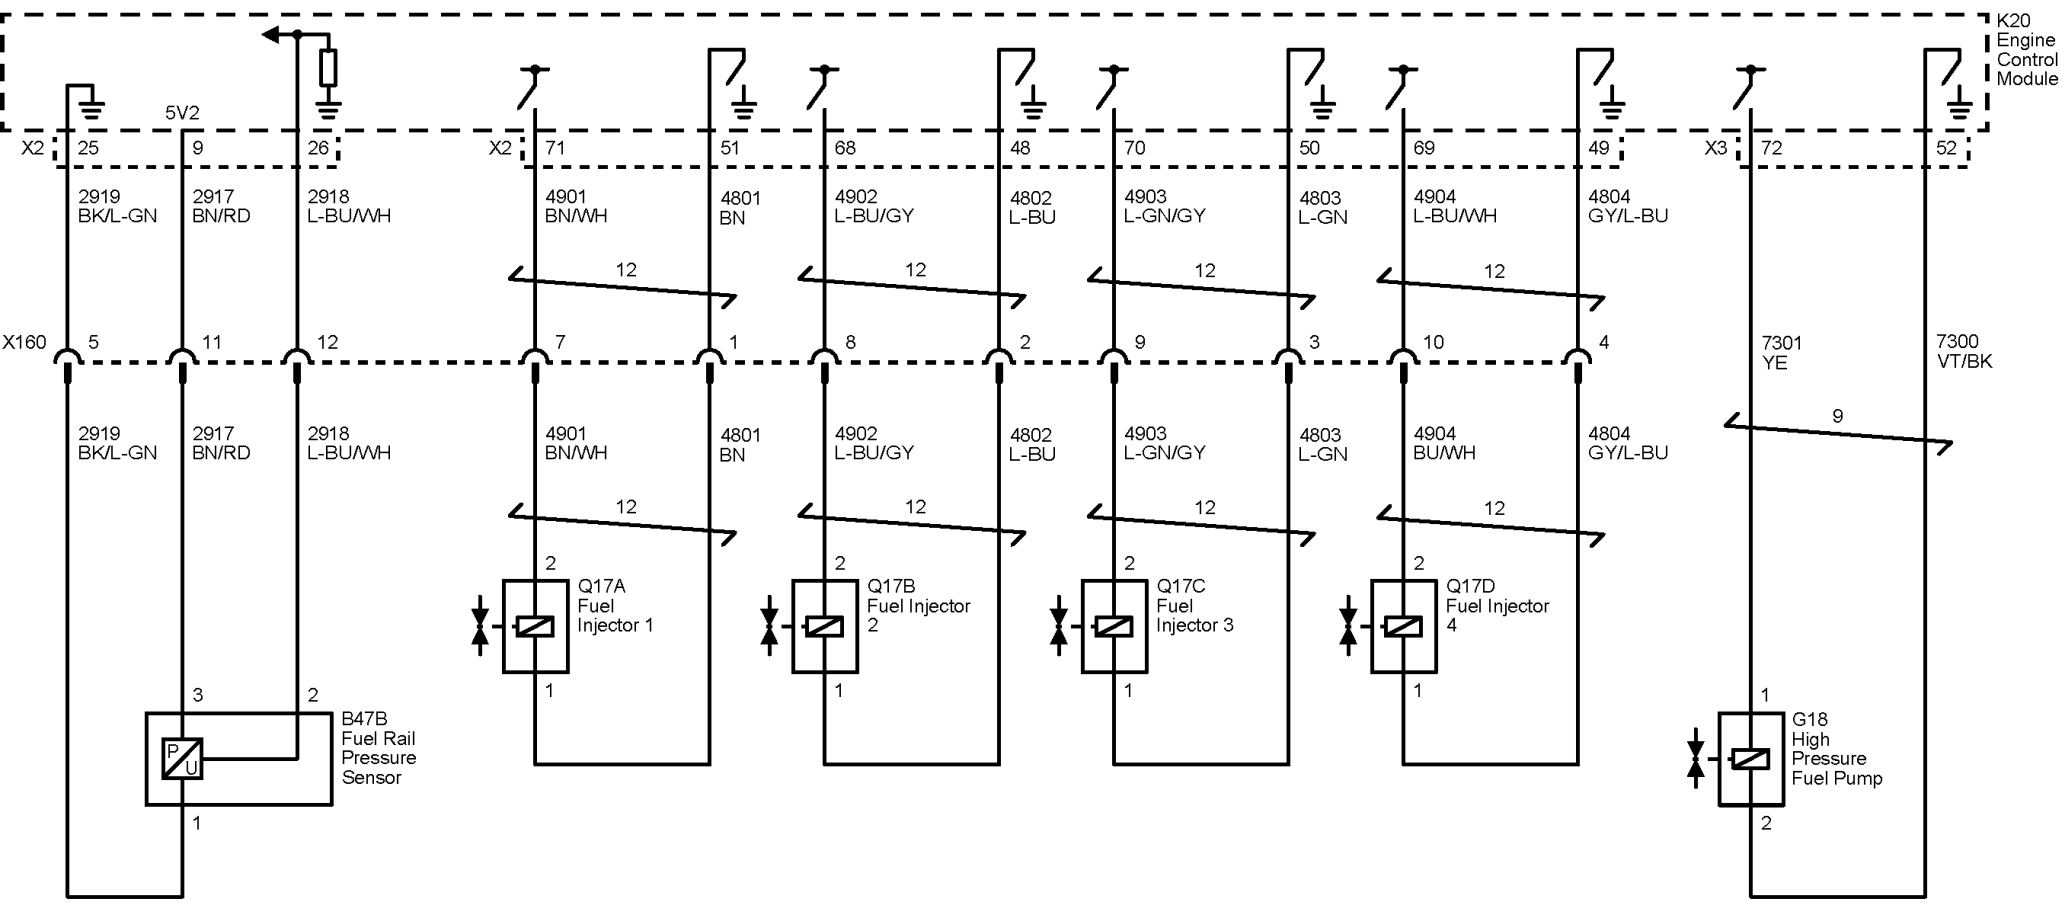 K20
Engine
Control
Module
5V2
X2 25 9 26 X2 71 51 68 48 70 50 69 49 X3 72 52
2919 2917 2918 4901 4801 4902 4802 4903 4803 4904 4804
BK/L-GN BN/RD L-BU/WH BN/WH BN L-BU/GY L-BU L-GN/GY L-GN L-BU/WH GY/L-BU
12 12 12 12
X160 5 11 12 7 1 8 2 9 3 10 4 7301 7300
YE VT/BK
9
2919 2917 2918 4901 4801 4902 4802 4903 4803 4904 4804
BK/L-GN BN/RD L-BU/WH BN/WH BN L-BU/GY L-BU L-GN/GY L-GN BU/WH GY/L-BU
12 12 12 12
2 2 2 2
Q17A
Fuel
Injector 1
Q17B
Fuel Injector
2
Q17C
Fuel
Injector 3
Q17D
Fuel Injector
4
1 1 1 1
3 2 1
B47B
Fuel Rail
Pressure
Sensor
P
U
G18
High
Pressure
Fuel Pump
1 2